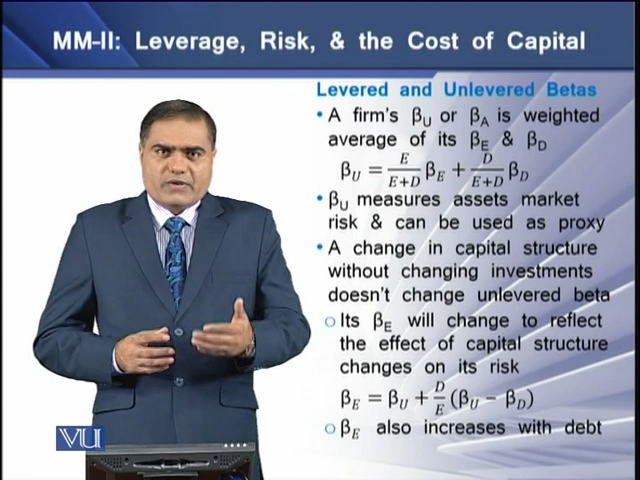 MM-II: Leverage, Risk, & the Cost of Capital
Levered and Unlevered Betas
• A firm's βU or βA is weighted
average of its βE & βD
βU = E/(E+D) βE + D/(E+D) βD
• βU measures assets market
risk & can be used as proxy
• A change in capital structure
without changing investments
doesn't change unlevered beta
o Its βE will change to reflect
the effect of capital structure
changes on its risk
βE = βU + D/E (βU − βD)
o βE also increases with debt
VU